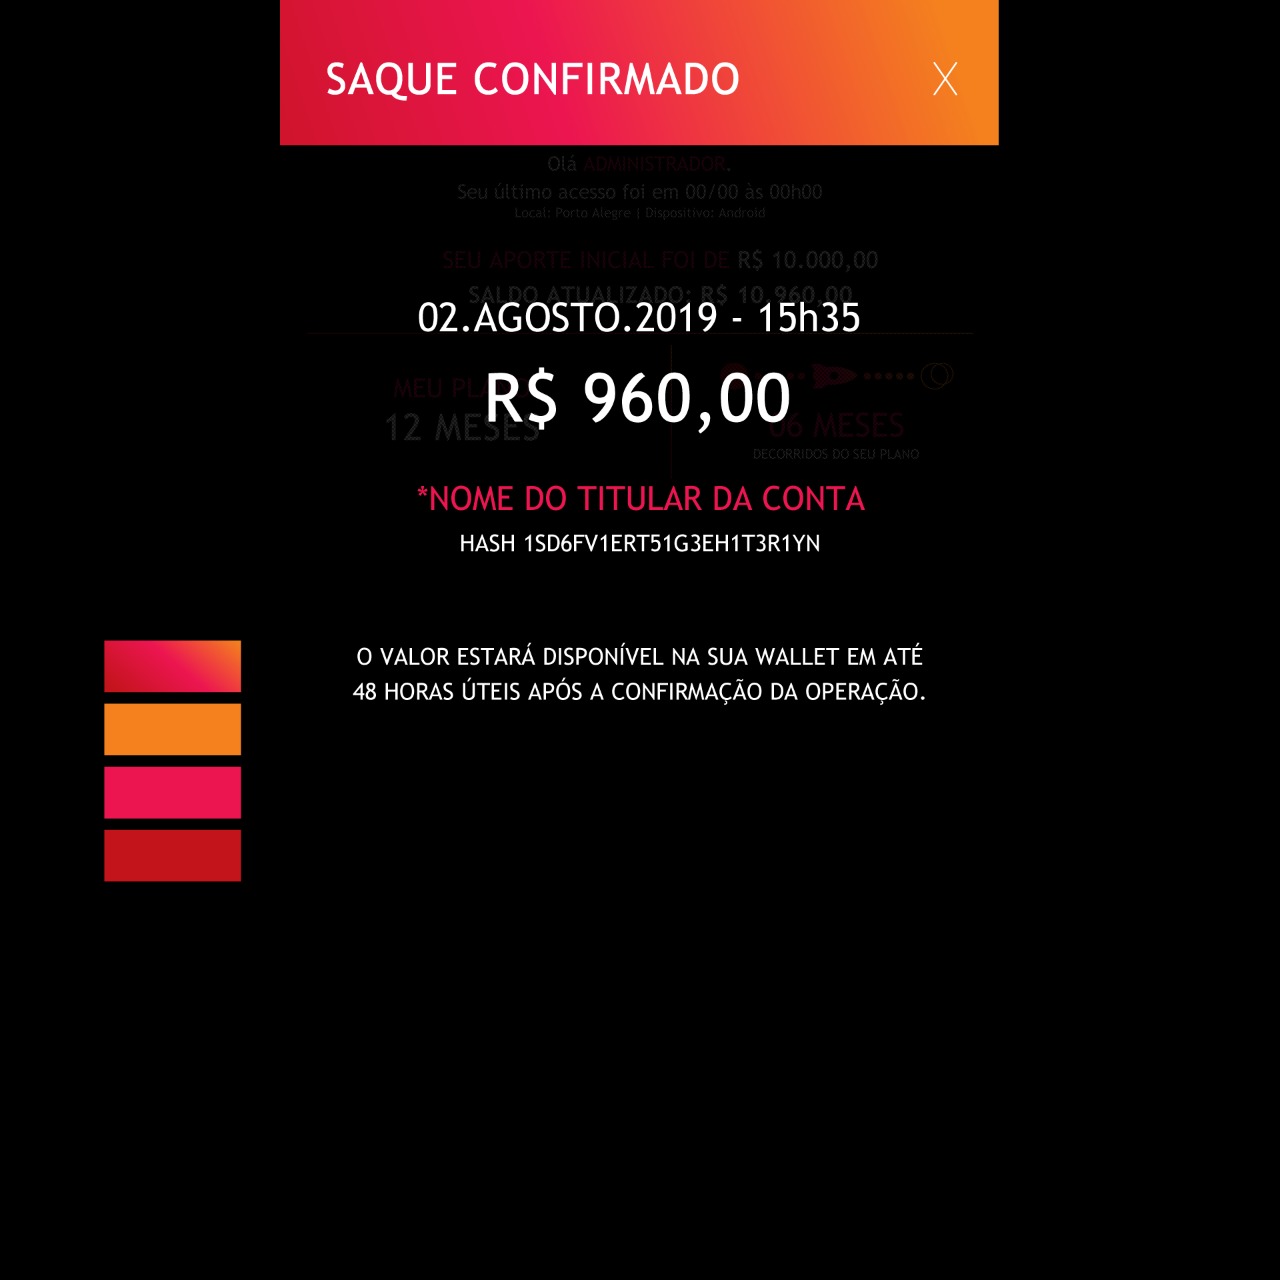 SAQUE CONFIRMADO X
Olá ADMINISTRADOR.
Seu último acesso foi em 00/00 às 00h00
Local: Porto Alegre | Dispositivo: Android
SEU APORTE INICIAL FOI DE R$ 10.000,00
SALDO ATUALIZADO: R$ 10.960,00
02.AGOSTO.2019 - 15h35
R$ 960,00
MEU
12 MESES
06 MESES
DECORRIDOS DO SEU PLANO
*NOME DO TITULAR DA CONTA
HASH 1SD6FV1ERT51G3EH1T3R1YN
O VALOR ESTARÁ DISPONÍVEL NA SUA WALLET EM ATÉ
48 HORAS ÚTEIS APÓS A CONFIRMAÇÃO DA OPERAÇÃO.